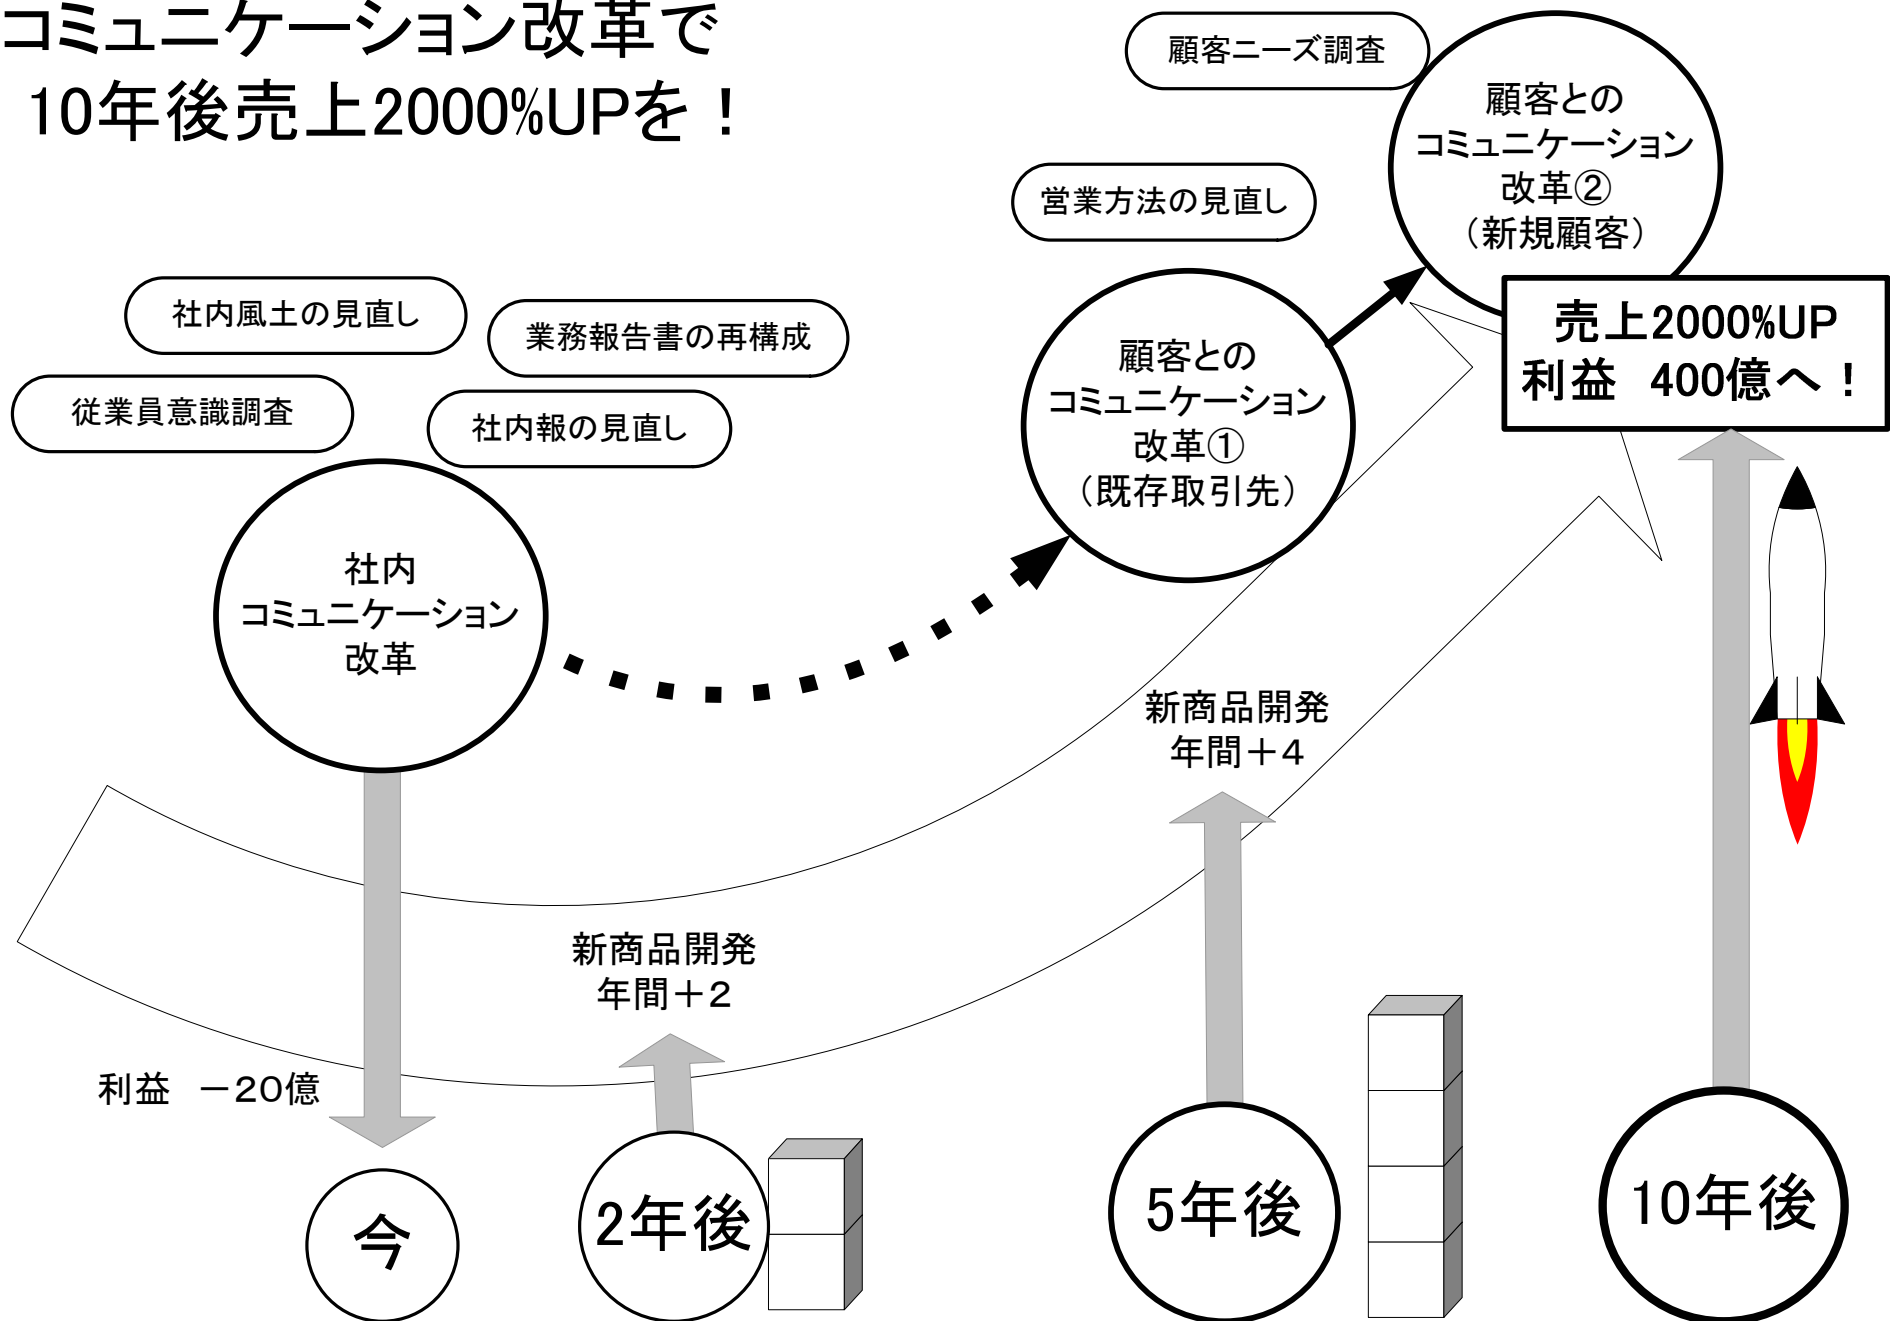 コミュニケーション改革で
10年後売上2000%UPを！
顧客ニーズ調査
顧客との
コミュニケーション
改革②
（新規顧客）
営業方法の見直し
売上2000%UP
利益　400億へ！
社内風土の見直し
業務報告書の再構成
従業員意識調査
社内報の見直し
顧客との
コミュニケーション
改革①
（既存取引先）
社内
コミュニケーション
改革
新商品開発
年間＋4
新商品開発
年間＋2
利益　－20億
今
2年後
5年後
10年後